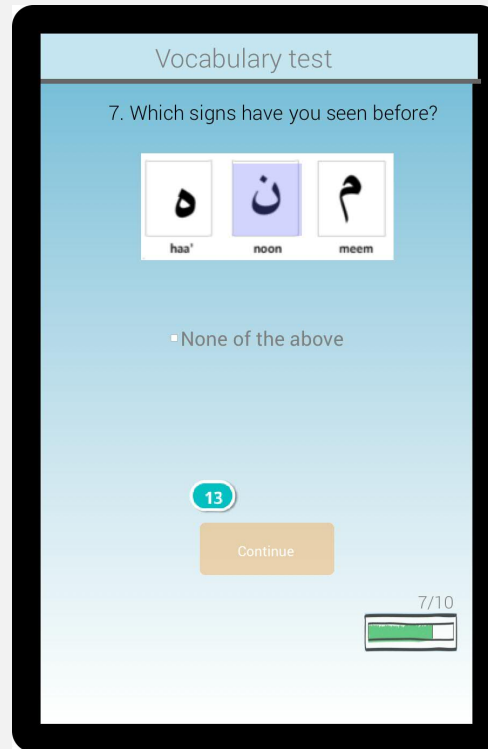 Vocabulary test
7. Which signs have you seen before?
ه ن م
haa' noon meem
None of the above
13
Continue
7/10